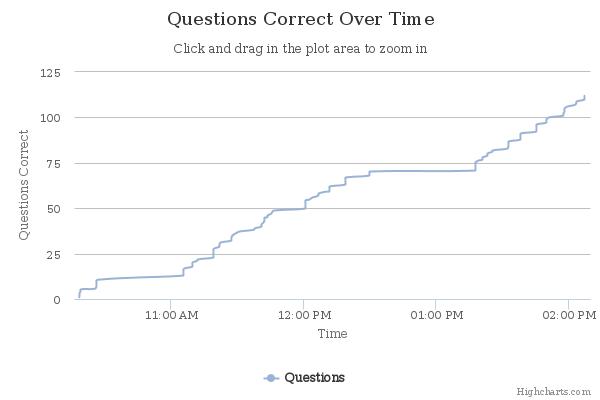 Questions Correct Over Time
Click and drag in the plot area to zoom in
Questions Correct
125
100
75
50
25
0
11:00 AM
12:00 PM
01:00 PM
02:00 PM
Time
Questions
Highcharts.com